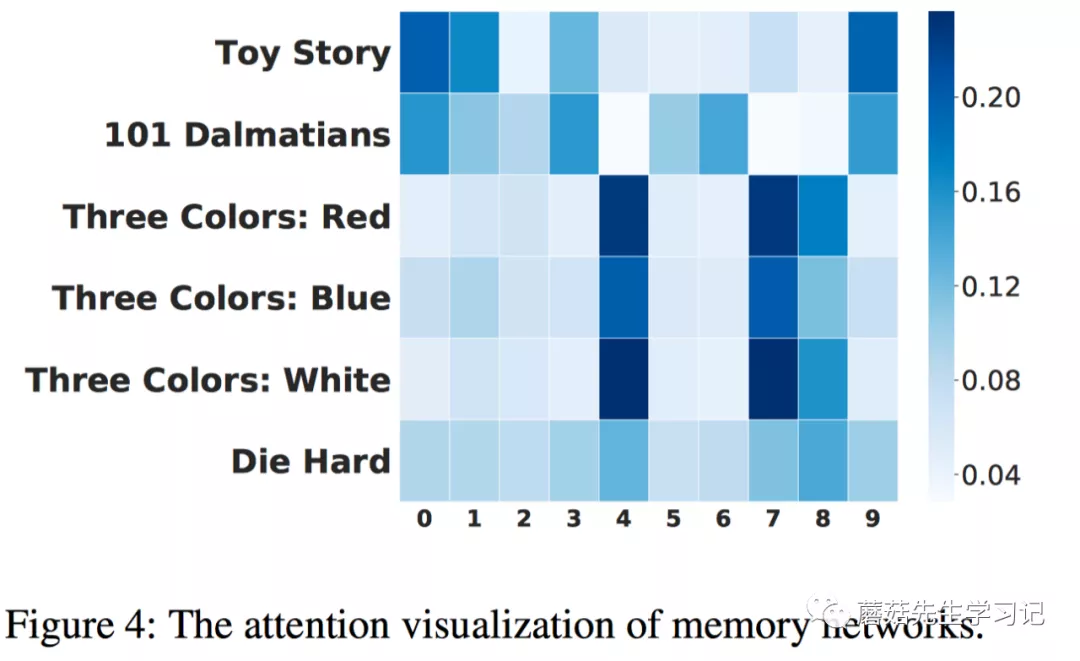 Toy Story
101 Dalmatians
Three Colors: Red
Three Colors: Blue
Three Colors: White
Die Hard
0 1 2 3 4 5 6 7 8 9
0.20
0.16
0.12
0.08
0.04
Figure 4: The attention visualization of memory networks.
蘑菇先生学习记